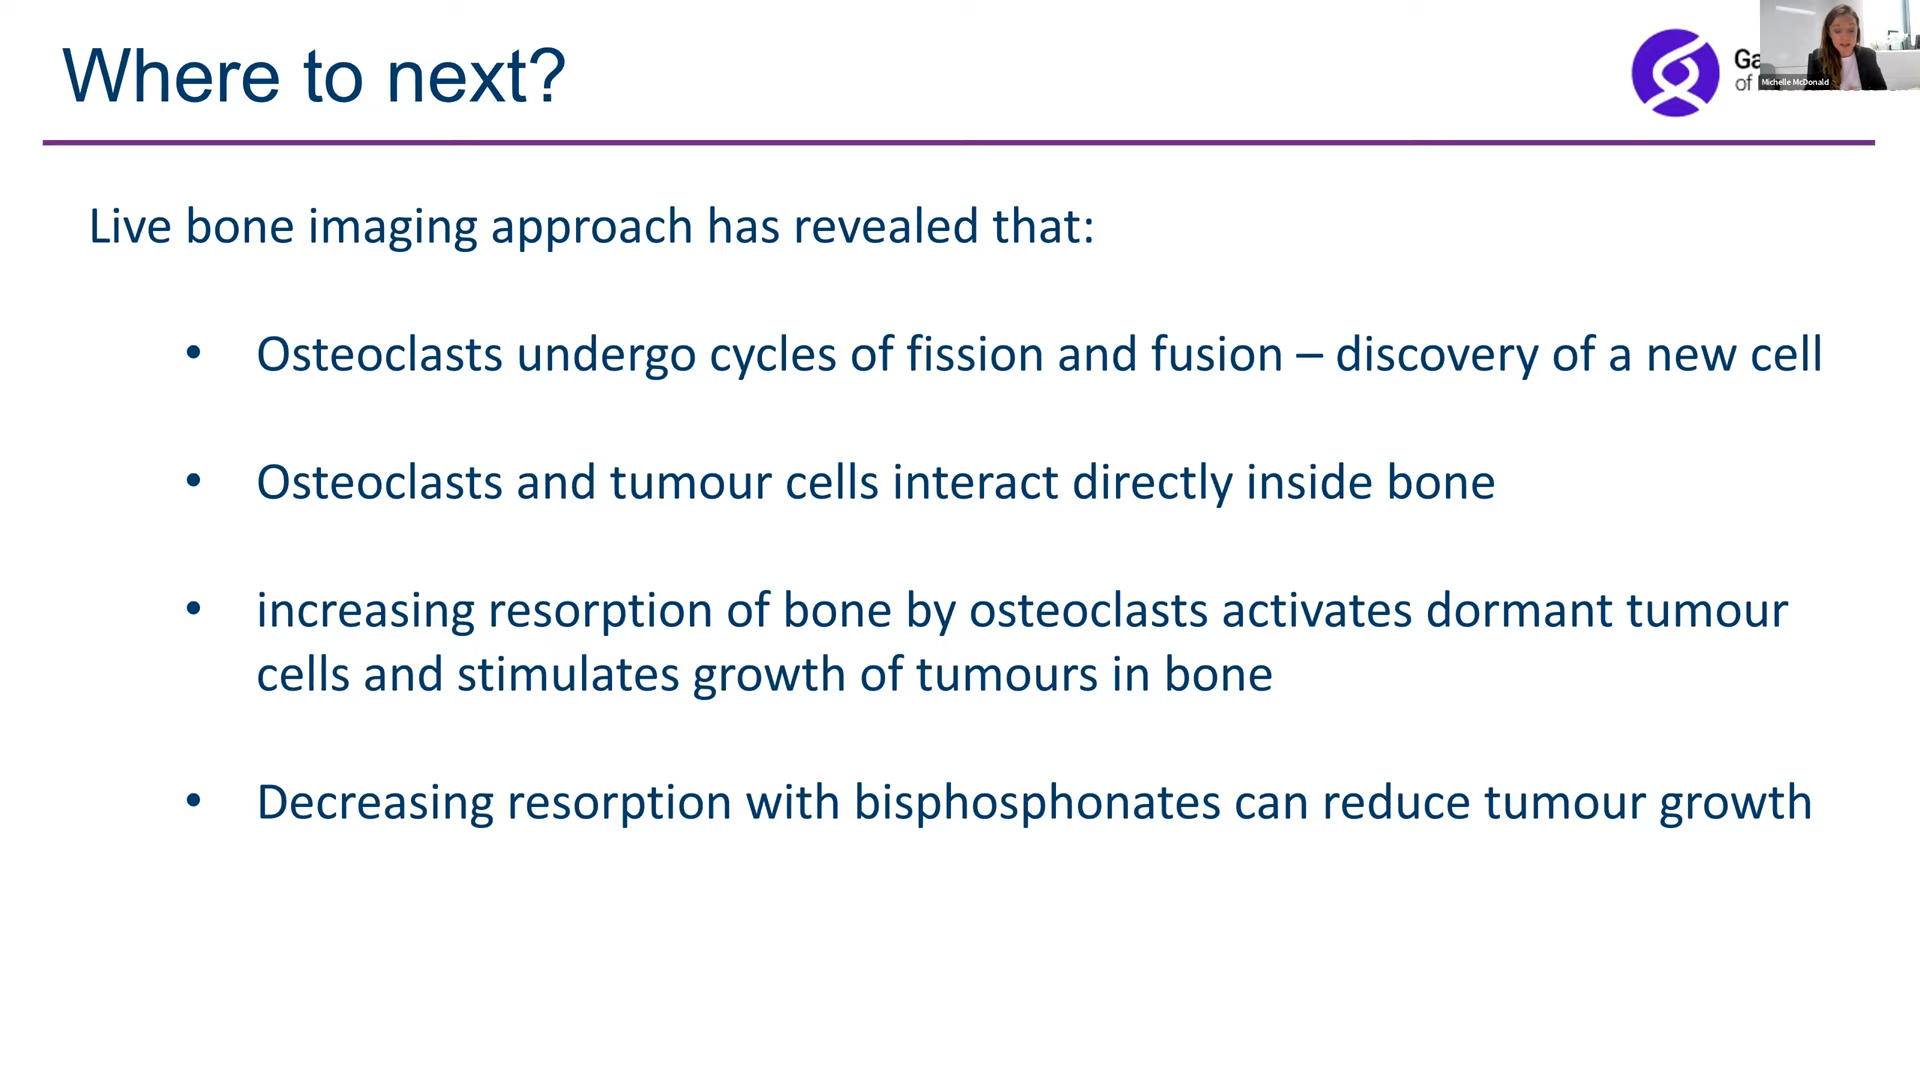 Where to next?
of
Michelle McDonald
Live bone imaging approach has revealed that:
• Osteoclasts undergo cycles of fission and fusion – discovery of a new cell
• Osteoclasts and tumour cells interact directly inside bone
• increasing resorption of bone by osteoclasts activates dormant tumour
cells and stimulates growth of tumours in bone
• Decreasing resorption with bisphosphonates can reduce tumour growth